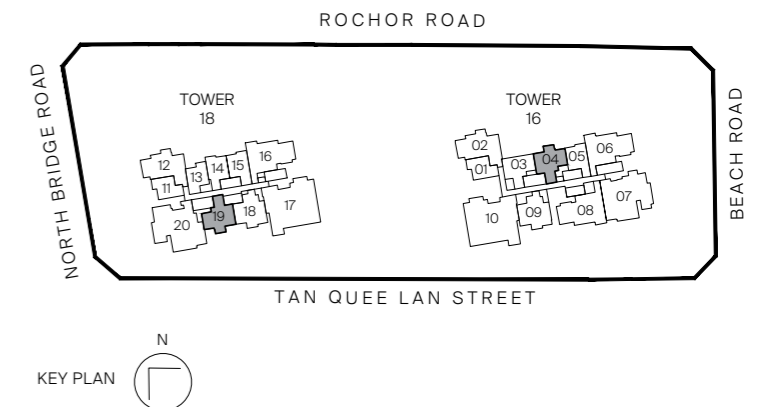 ROCHOR ROAD
NORTH BRIDGE ROAD
BEACH ROAD
TOWER
18
12
11
13
14
15
16
20
19
18
17
TOWER
16
02
01
03
04
05
06
10
09
08
07
TAN QUEE LAN STREET
N
KEY PLAN